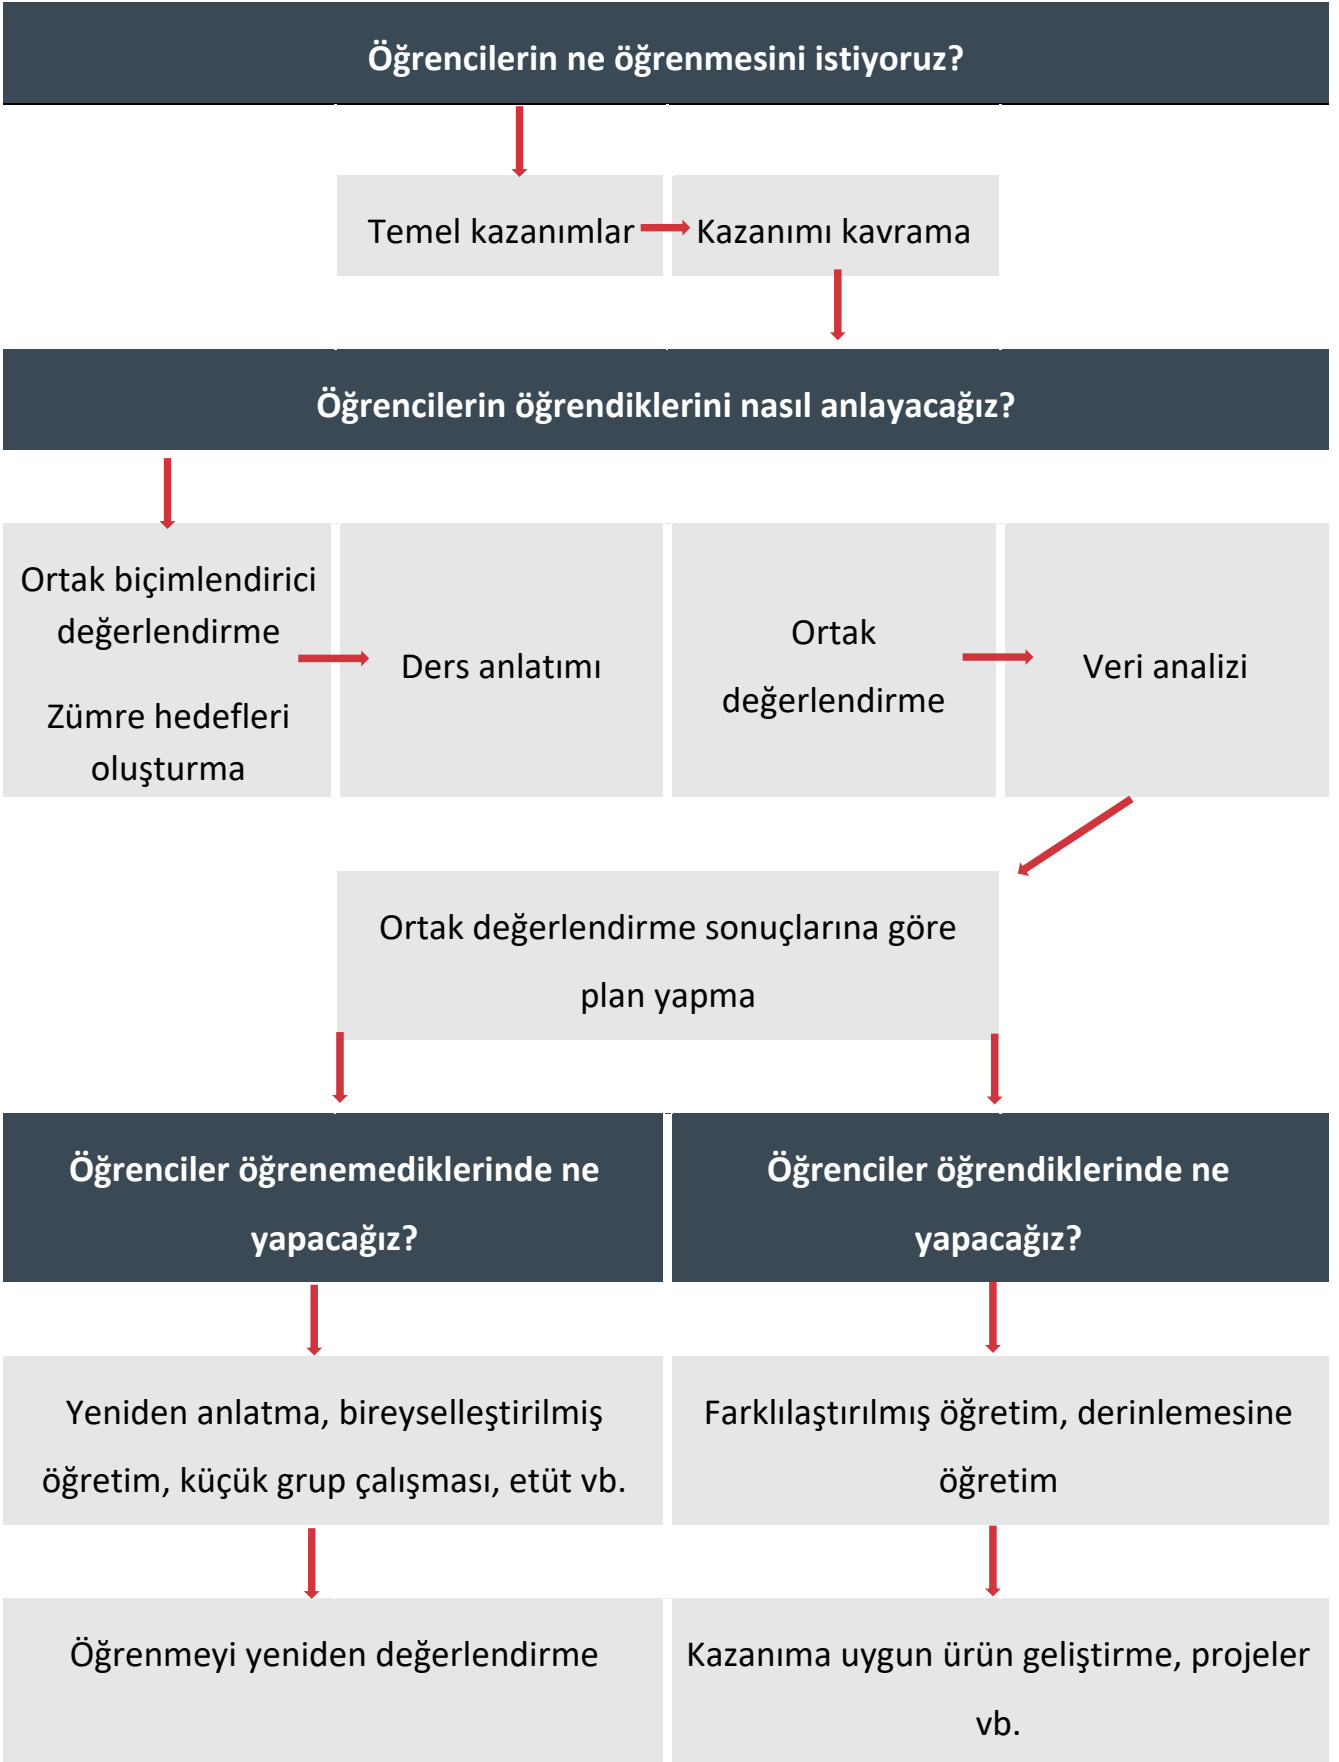 Öğrencilerin ne öğrenmesini istiyoruz?
Temel kazanımlar
Kazanımı kavrama
Öğrencilerin öğrendiklerini nasıl anlayacağız?
Ortak biçimlendirici
değerlendirme
Zümre hedefleri
oluşturma
Ders anlatımı
Ortak
değerlendirme
Veri analizi
Ortak değerlendirme sonuçlarına göre
plan yapma
Öğrenciler öğrenemediklerinde ne
yapacağız?
Öğrenciler öğrendiklerinde ne
yapacağız?
Yeniden anlatma, bireyselleştirilmiş
öğretim, küçük grup çalışması, etüt vb.
Farklılaştırılmış öğretim, derinlemesine
öğretim
Öğrenmeyi yeniden değerlendirme
Kazanıma uygun ürün geliştirme, projeler
vb.